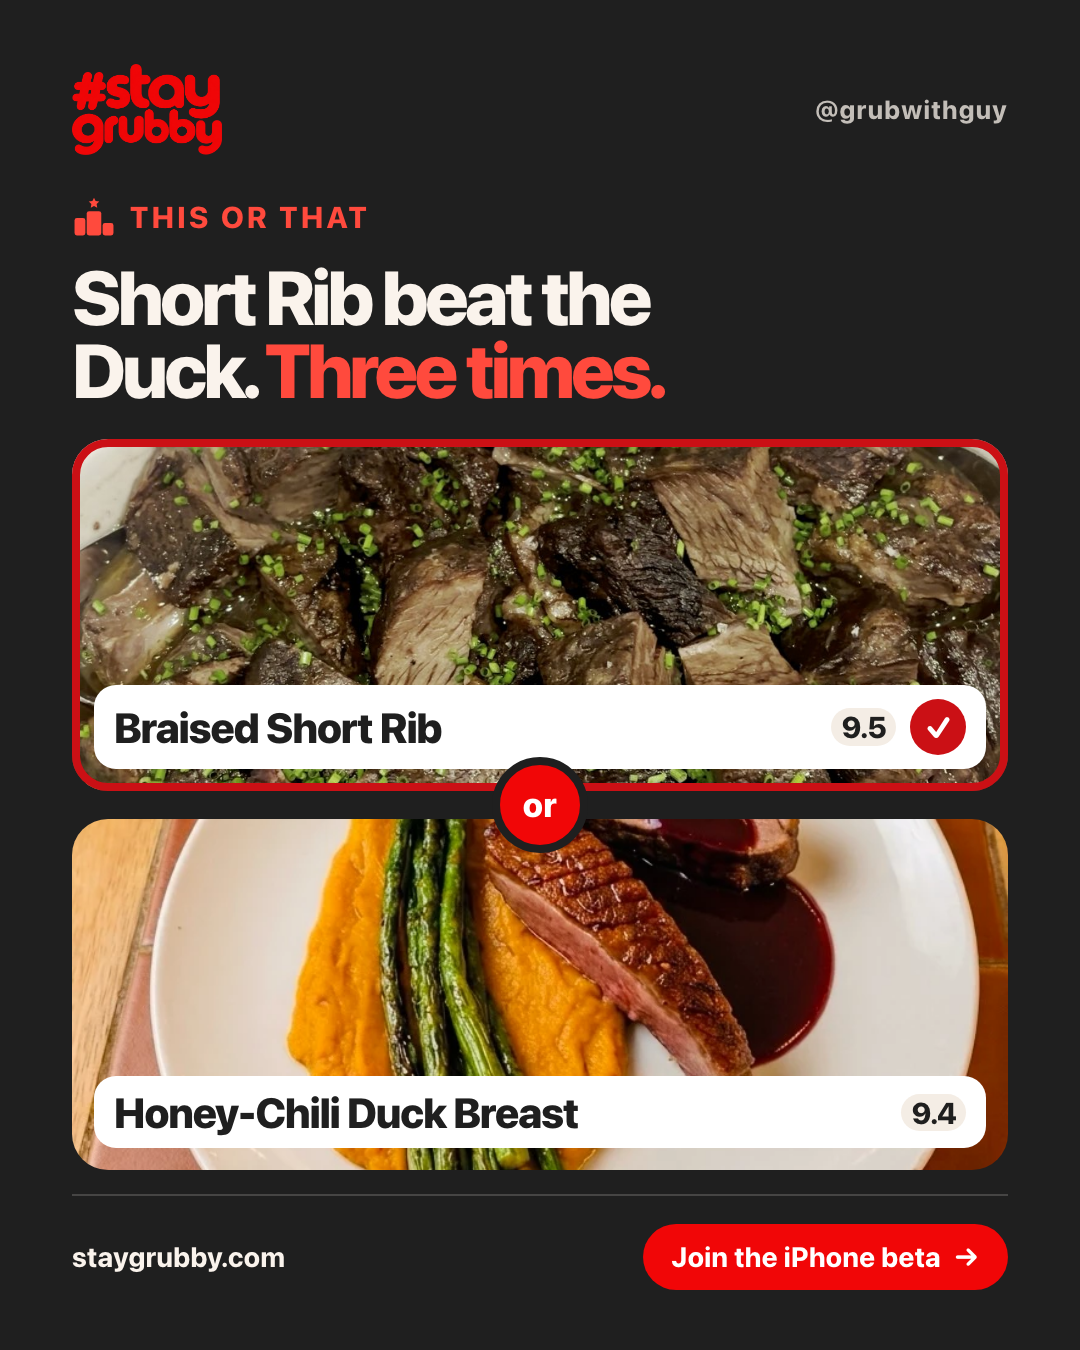 #stay
grubby
@grubwithguy
THIS OR THAT
Short Rib beat the
Duck. Three times.
Braised Short Rib
9.5
or
Honey-Chili Duck Breast
9.4
staygrubby.com
Join the iPhone beta →